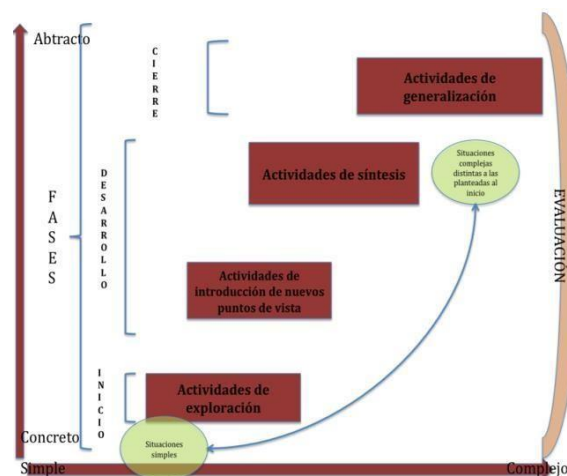 Abtracto
CIERRE
Actividades de
generalización
Situaciones
complejas
distintas a las
planteadas al
inicio
Actividades de síntesis
DESARROLLO
FASES
EVALUACIÓN
Actividades de
introducción de nuevos
puntos de vista
INICIO
Actividades de
exploración
Concreto
Situaciones
simples
Simple
Complejo